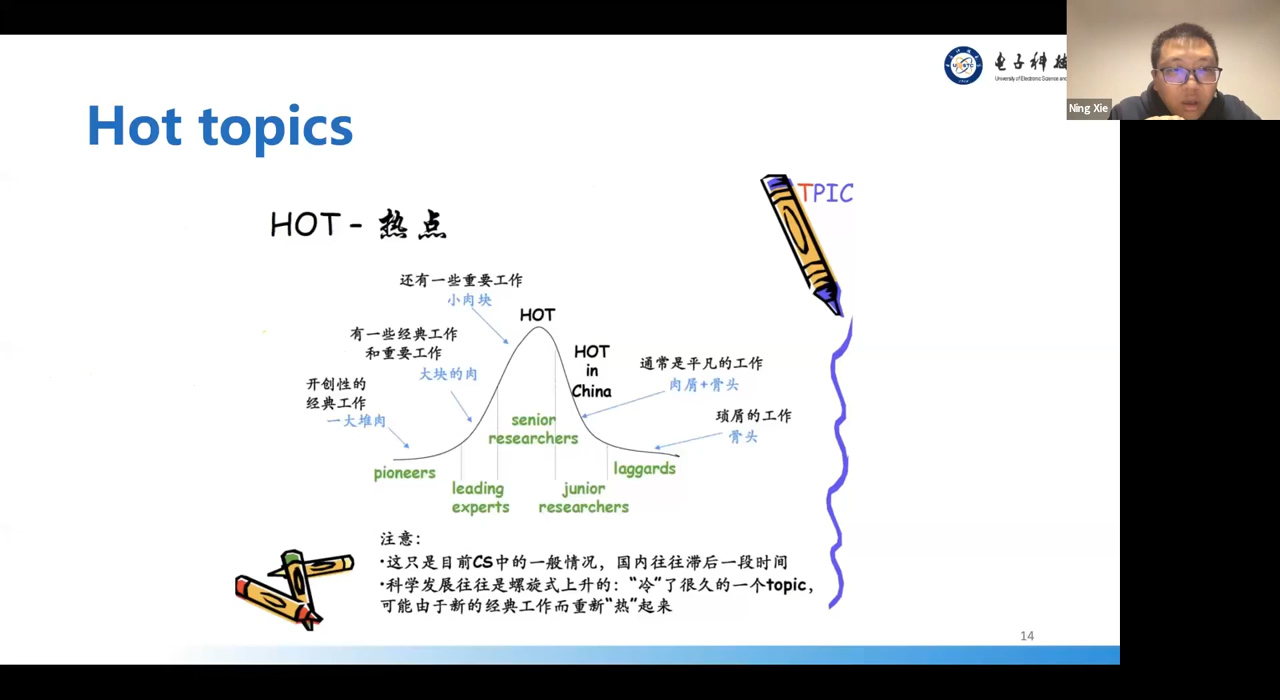 电子科技
University of Electronic Science and
Ning Xie
Hot topics
TPIC
HOT - 热点
还有一些重要工作
小肉块
HOT
有一些经典工作
和重要工作
大块的肉
HOT
in
China
通常是平凡的工作
肉屑+骨头
开创性的
经典工作
一大堆肉
琐屑的工作
骨头
senior
researchers
pioneers
laggards
leading
experts
junior
researchers
注意：
·这只是目前CS中的一般情况，国内往往滞后一段时间
·科学发展往往是螺旋式上升的：“冷”了很久的一个topic，
可能由于新的经典工作而重新“热”起来
14